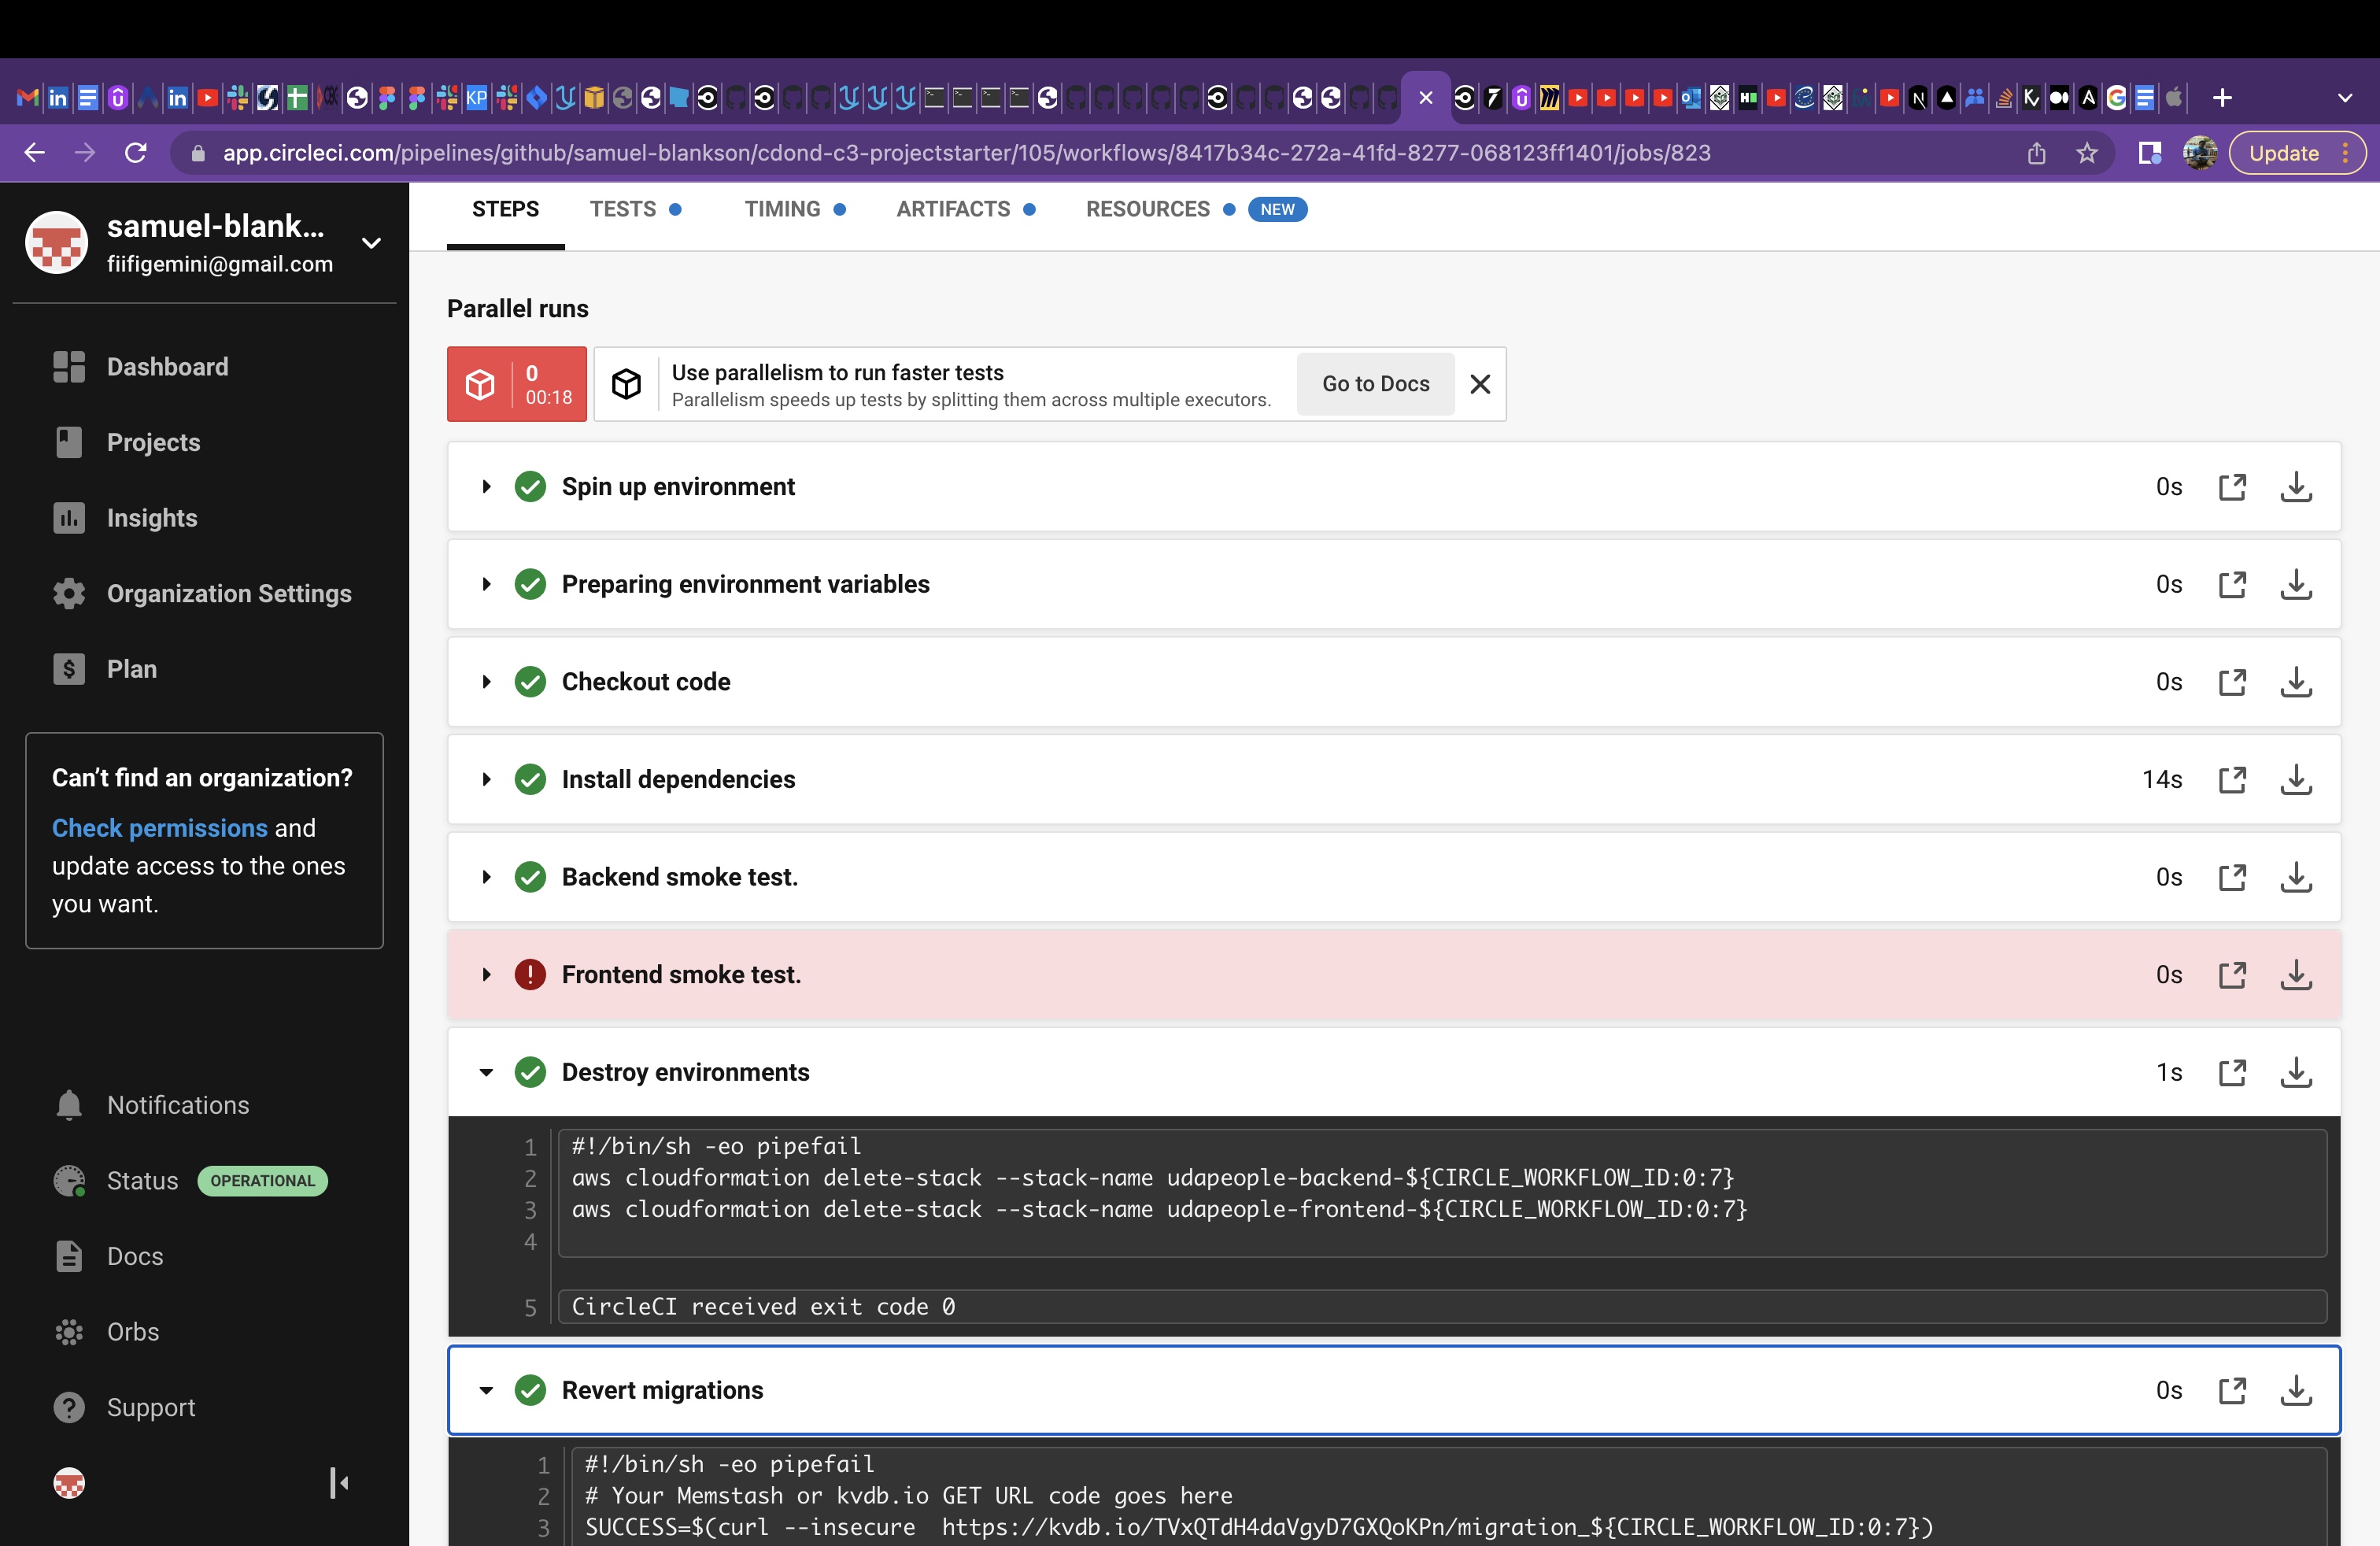 app.circleci.com/pipelines/github/samuel-blankson/cdond-c3-projectstarter/105/workflows/8417b34c-272a-41fd-8277-068123ff1401/jobs/823
Update
samuel-blank...
fiifigemini@gmail.com
Dashboard
Projects
Insights
Organization Settings
Plan
Can’t find an organization?
Check permissions and
update access to the ones
you want.
Notifications
Status OPERATIONAL
Docs
Orbs
Support
STEPS TESTS TIMING ARTIFACTS RESOURCES NEW
Parallel runs
0
00:18
Use parallelism to run faster tests
Parallelism speeds up tests by splitting them across multiple executors.
Go to Docs
Spin up environment 0s
Preparing environment variables 0s
Checkout code 0s
Install dependencies 14s
Backend smoke test. 0s
Frontend smoke test. 0s
Destroy environments 1s
1 #!/bin/sh -eo pipefail
2 aws cloudformation delete-stack --stack-name udapeople-backend-${CIRCLE_WORKFLOW_ID:0:7}
3 aws cloudformation delete-stack --stack-name udapeople-frontend-${CIRCLE_WORKFLOW_ID:0:7}
4
5 CircleCI received exit code 0
Revert migrations 0s
1 #!/bin/sh -eo pipefail
2 # Your Memstash or kvdb.io GET URL code goes here
3 SUCCESS=$(curl --insecure  https://kvdb.io/TVxQTdH4daVgyD7GXQoKPn/migration_${CIRCLE_WORKFLOW_ID:0:7})